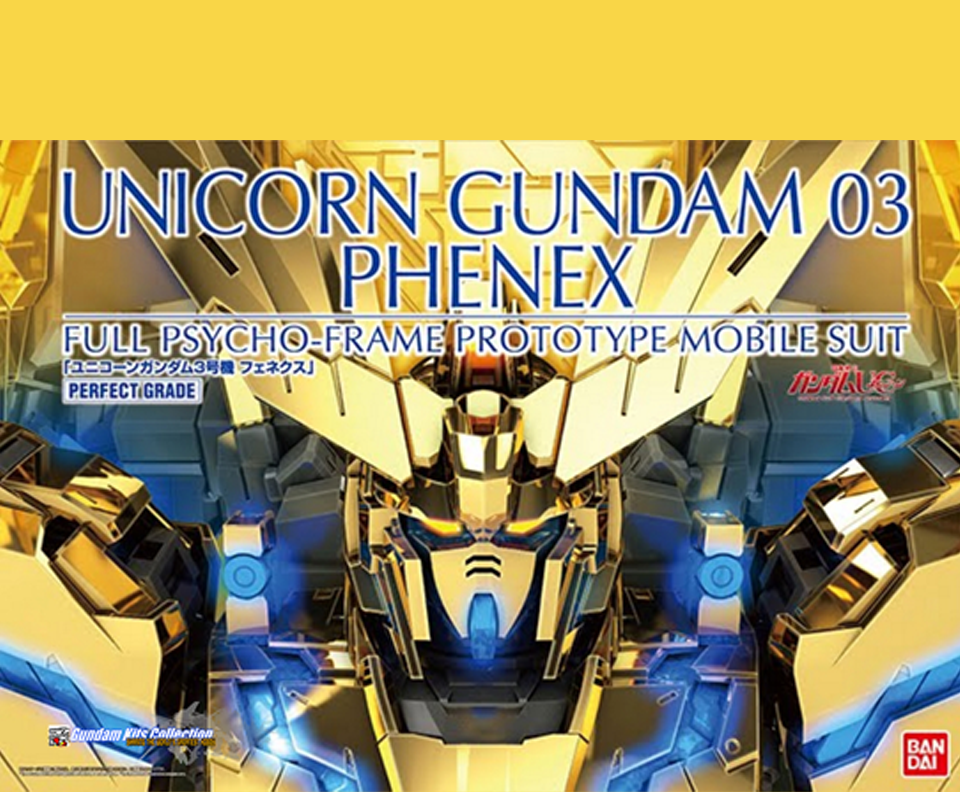 UNICORN GUNDAM 03
PHENEX
FULL PSYCHO-FRAME PROTOTYPE MOBILE SUIT
「ユニコーンガンダム3号機 フェネクス」
PERFECT GRADE
ガンダムUC
Gundam Kits Collection
BAN
DAI